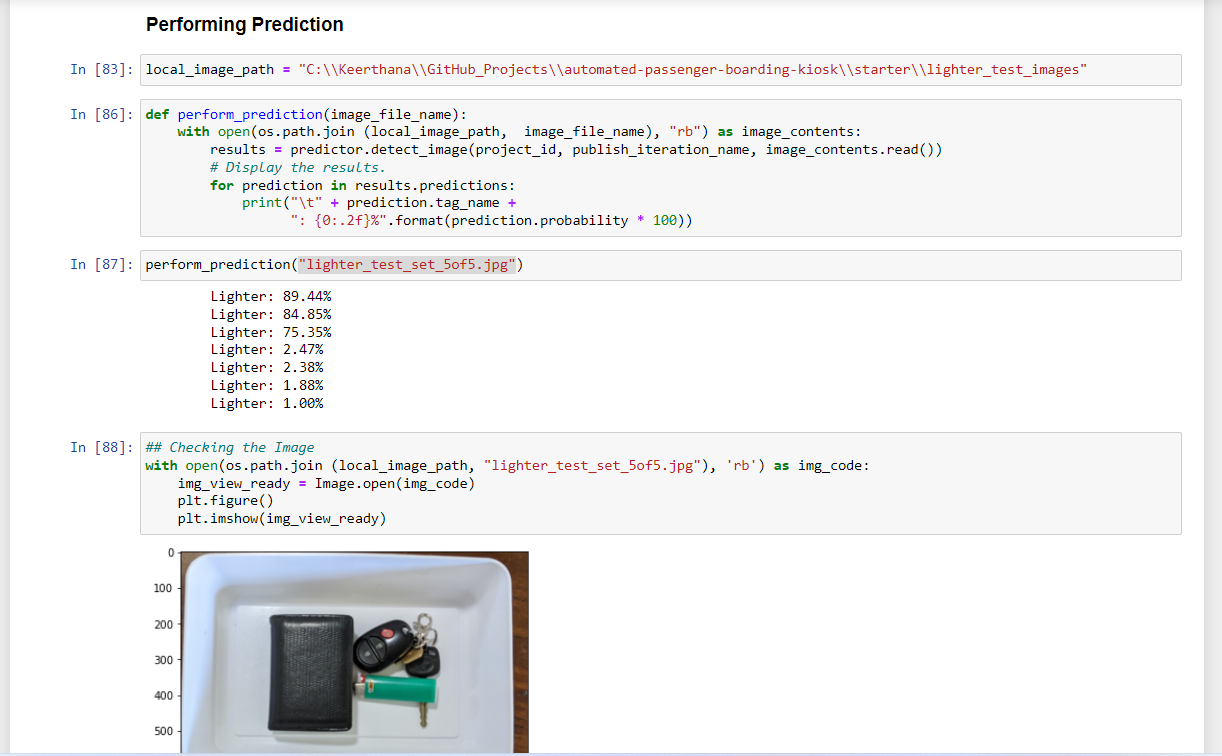 Performing Prediction
In [83]: local_image_path = "C:\\Keerthana\\GitHub_Projects\\automated-passenger-boarding-kiosk\\starter\\lighter_test_images"
In [86]: def perform_prediction(image_file_name):
with open(os.path.join (local_image_path,  image_file_name), "rb") as image_contents:
results = predictor.detect_image(project_id, publish_iteration_name, image_contents.read())
# Display the results.
for prediction in results.predictions:
print("\t" + prediction.tag_name +
": {0:.2f}%".format(prediction.probability * 100))
In [87]: perform_prediction("lighter_test_set_5of5.jpg")
Lighter: 89.44%
Lighter: 84.85%
Lighter: 75.35%
Lighter: 2.47%
Lighter: 2.38%
Lighter: 1.88%
Lighter: 1.00%
In [88]: ## Checking the Image
with open(os.path.join (local_image_path, "lighter_test_set_5of5.jpg"), 'rb') as img_code:
img_view_ready = Image.open(img_code)
plt.figure()
plt.imshow(img_view_ready)
0
100
200
300
400
500